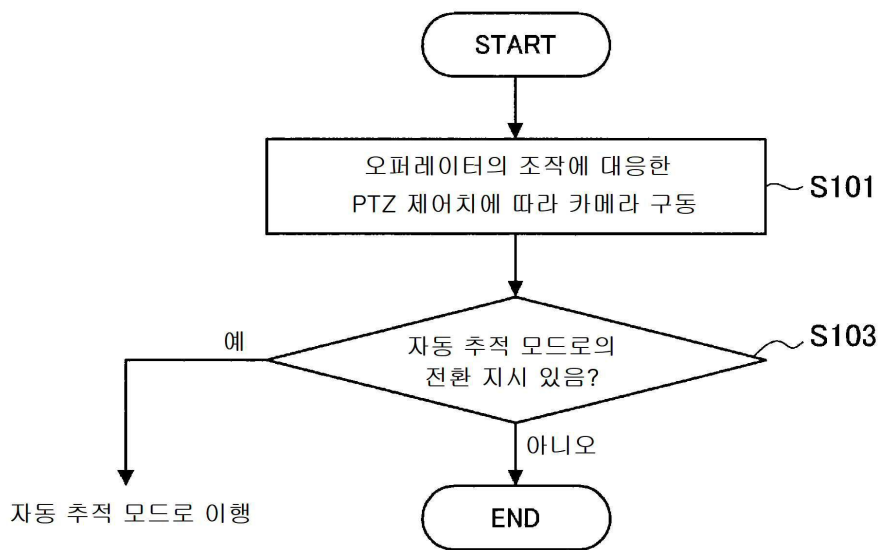 START
오퍼레이터의 조작에 대응한
PTZ 제어치에 따라 카메라 구동
S101
예
자동 추적 모드로의
전환 지시 있음?
S103
아니오
자동 추적 모드로 이행
END